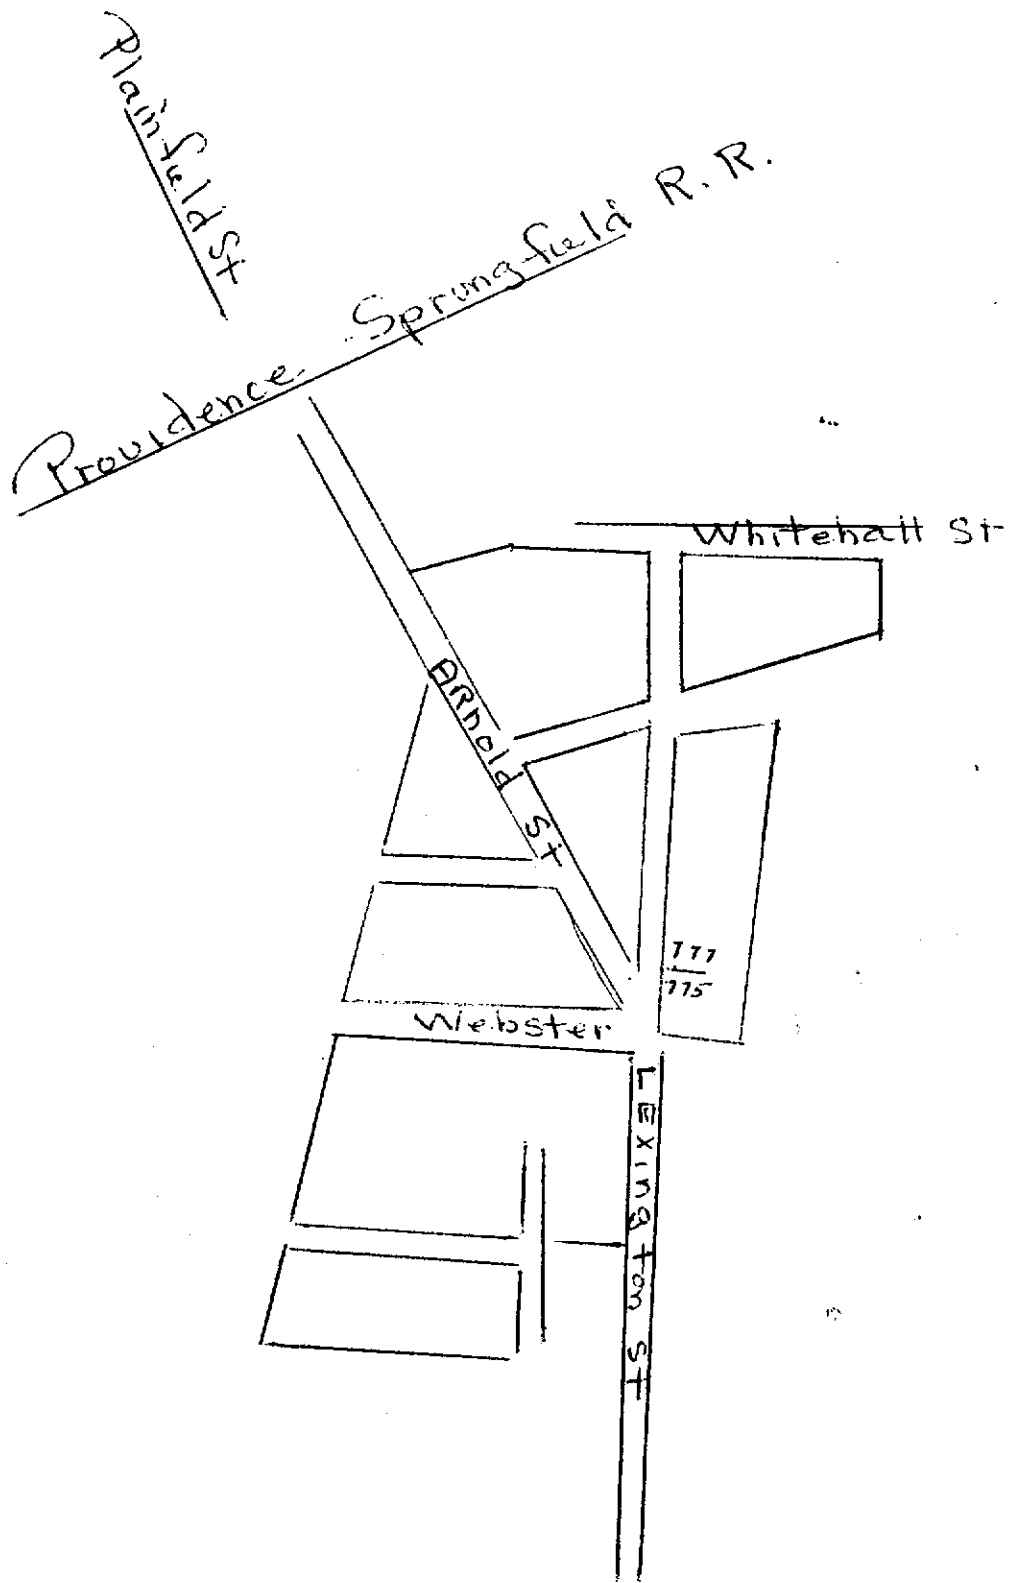 Plainfield St
Providence Springfield R.R.
Whitehall St
ARnold St
777
775
Webster
LExington St